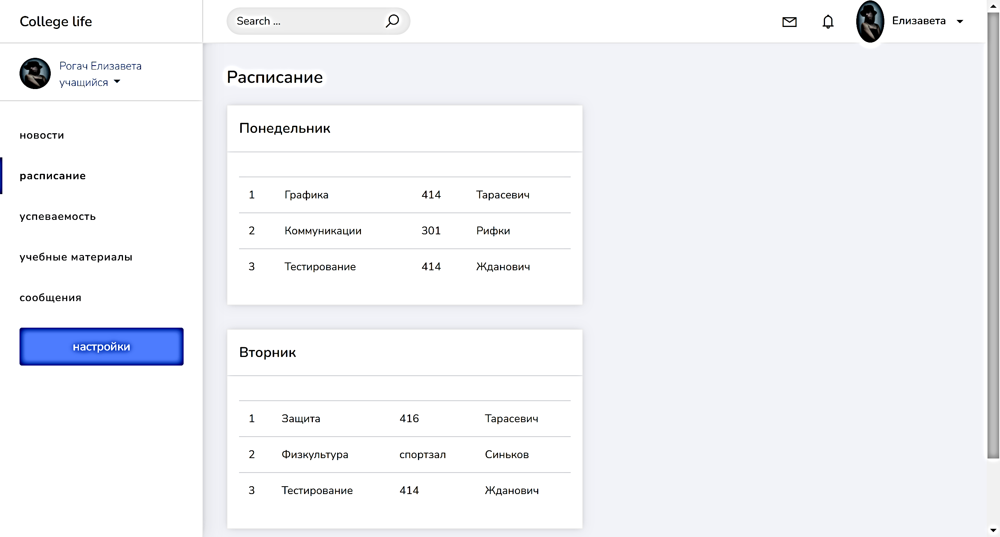 College life
Search ...
Елизавета
Рогач Елизавета
учащийся
новости
расписание
успеваемость
учебные материалы
сообщения
настройки
Расписание
Понедельник
1 Графика 414 Тарасевич
2 Коммуникации 301 Рифки
3 Тестирование 414 Жданович
Вторник
1 Защита 416 Тарасевич
2 Физкультура спортзал Синьков
3 Тестирование 414 Жданович